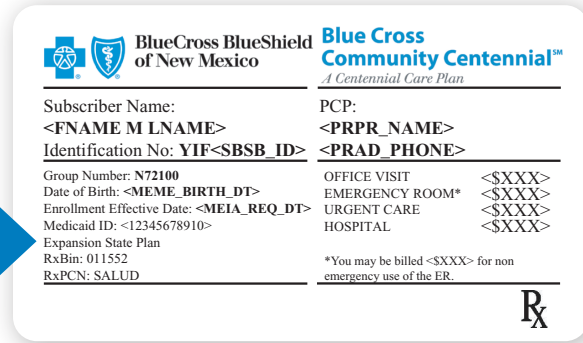 BlueCross BlueShield
of New Mexico
Blue Cross
Community Centennial℠
A Centennial Care Plan
Subscriber Name:
<FNAME M LNAME>
Identification No: YIF<SBSB_ID>
PCP:
<PRPR_NAME>
<PRAD_PHONE>
Group Number: N72100
Date of Birth: <MEME_BIRTH_DT>
Enrollment Effective Date: <MEIA_REQ_DT>
Medicaid ID: <12345678910>
Expansion State Plan
RxBin: 011552
RxPCN: SALUD
OFFICE VISIT <$XXX>
EMERGENCY ROOM* <$XXX>
URGENT CARE <$XXX>
HOSPITAL <$XXX>
*You may be billed <$XXX> for non
emergency use of the ER.
Rx